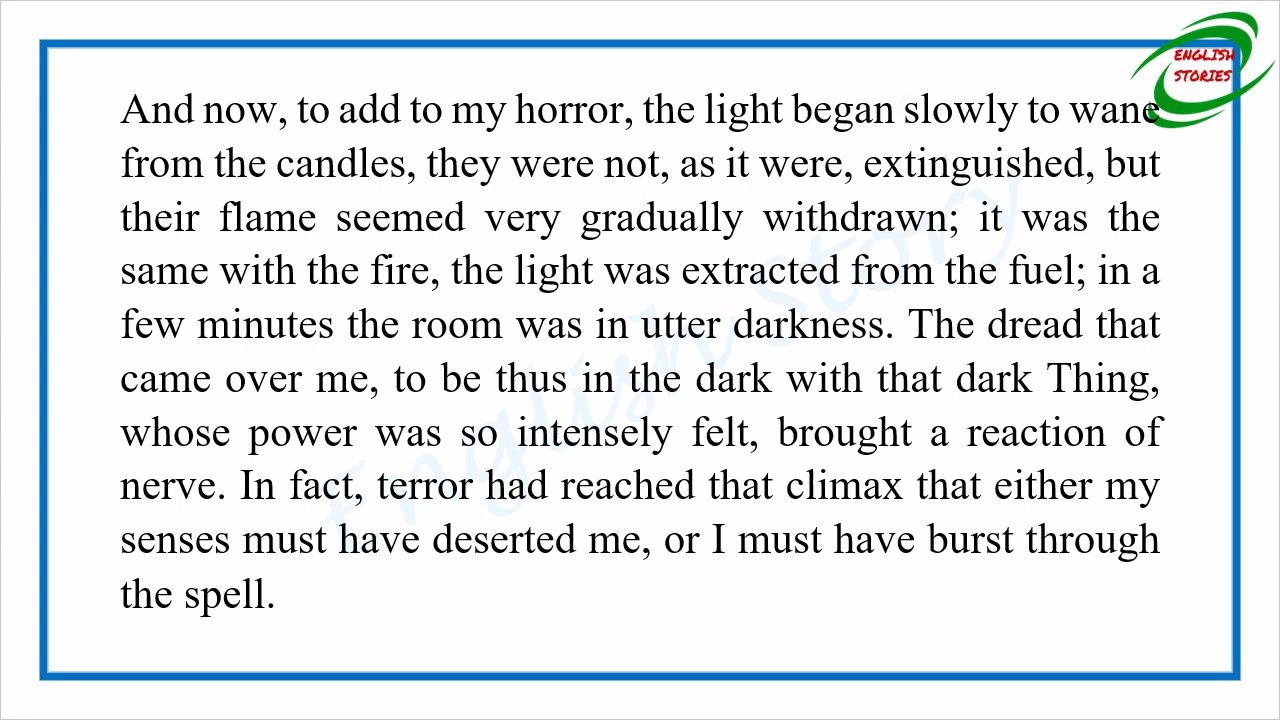 ENGLISH
STORIES
And now, to add to my horror, the light began slowly to wane
from the candles, they were not, as it were, extinguished, but
their flame seemed very gradually withdrawn; it was the
same with the fire, the light was extracted from the fuel; in a
few minutes the room was in utter darkness. The dread that
came over me, to be thus in the dark with that dark Thing,
whose power was so intensely felt, brought a reaction of
nerve. In fact, terror had reached that climax that either my
senses must have deserted me, or I must have burst through
the spell.
English Story